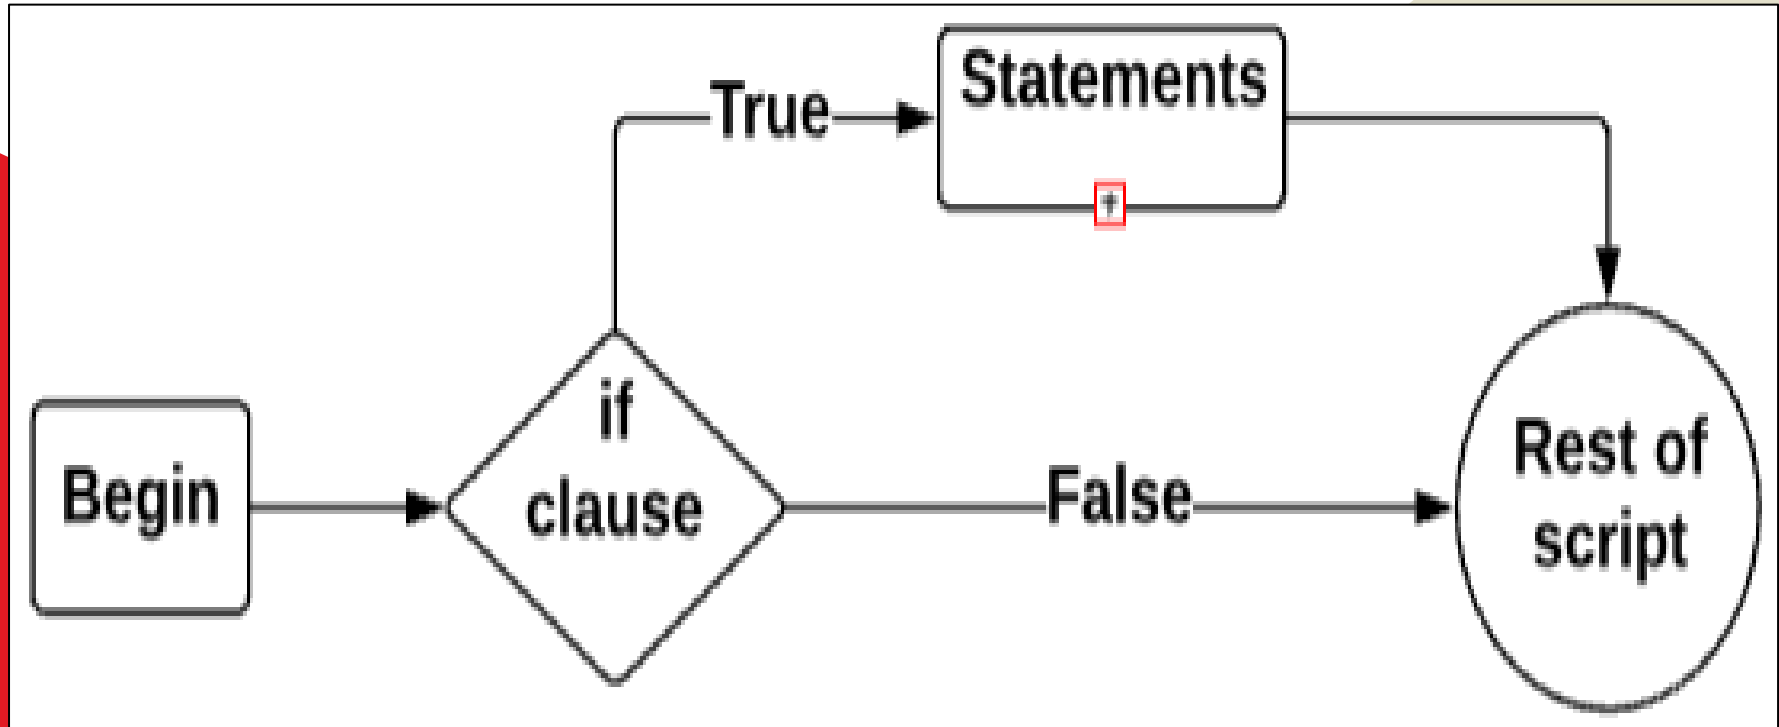 True
Statements
Begin
if
clause
False
Rest of
script